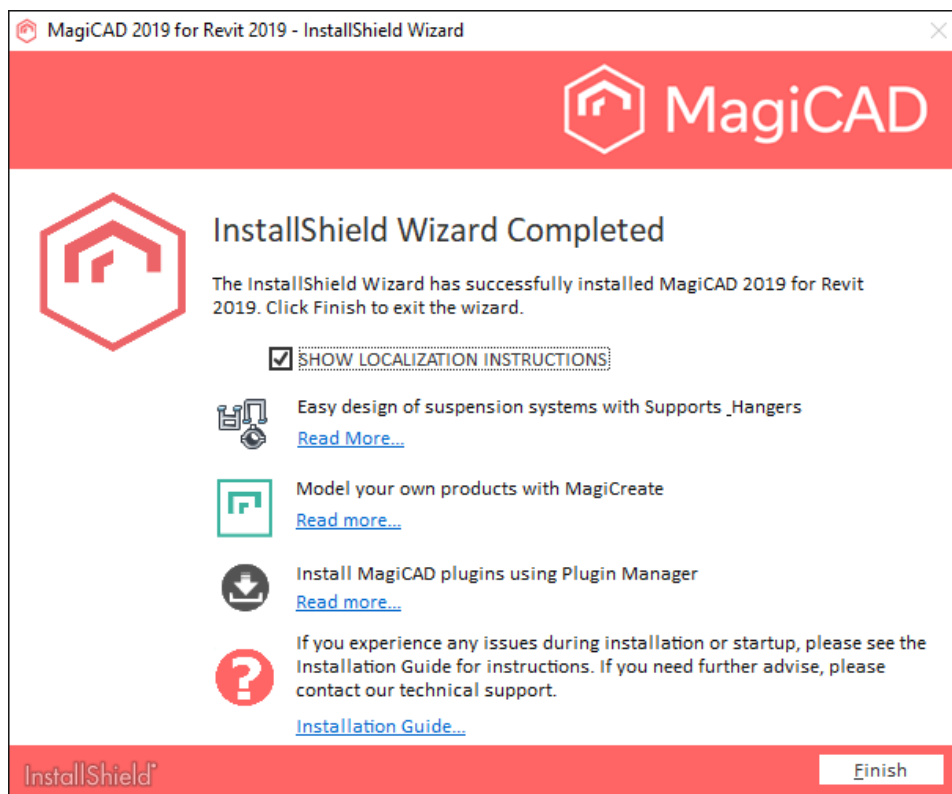 MagiCAD 2019 for Revit 2019 - InstallShield Wizard
MagiCAD
InstallShield Wizard Completed
The InstallShield Wizard has successfully installed MagiCAD 2019 for Revit
2019. Click Finish to exit the wizard.
SHOW LOCALIZATION INSTRUCTIONS
Easy design of suspension systems with Supports _Hangers
Read More...
Model your own products with MagiCreate
Read more...
Install MagiCAD plugins using Plugin Manager
Read more...
If you experience any issues during installation or startup, please see the
Installation Guide for instructions. If you need further advise, please
contact our technical support.
Installation Guide...
InstallShield
Finish